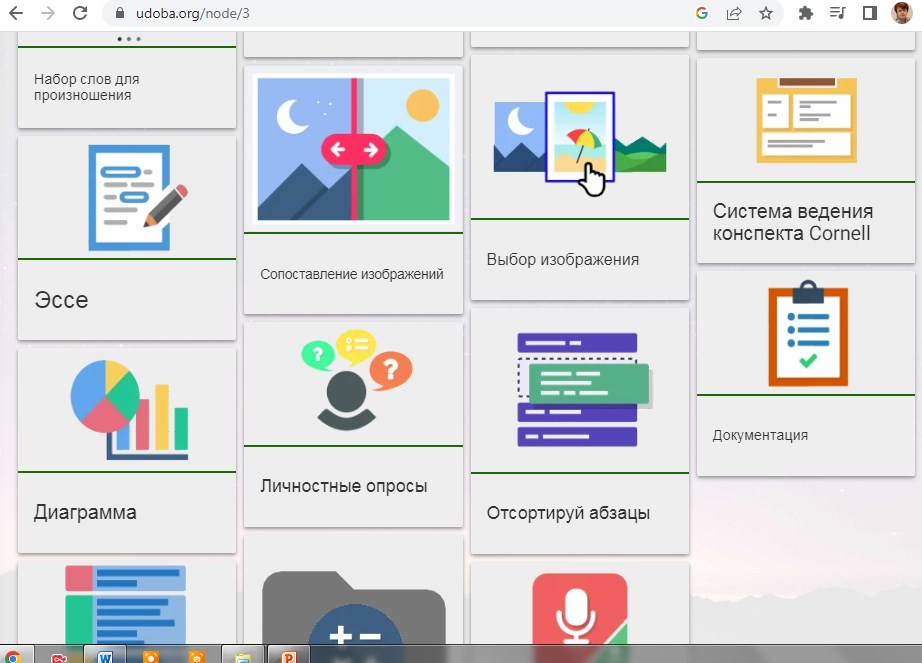 udoba.org/node/3
Набор слов для
произношения
Эссе
Диаграмма
Сопоставление изображений
Личностные опросы
Выбор изображения
Отсортируй абзацы
Система ведения
конспекта Cornell
Документация